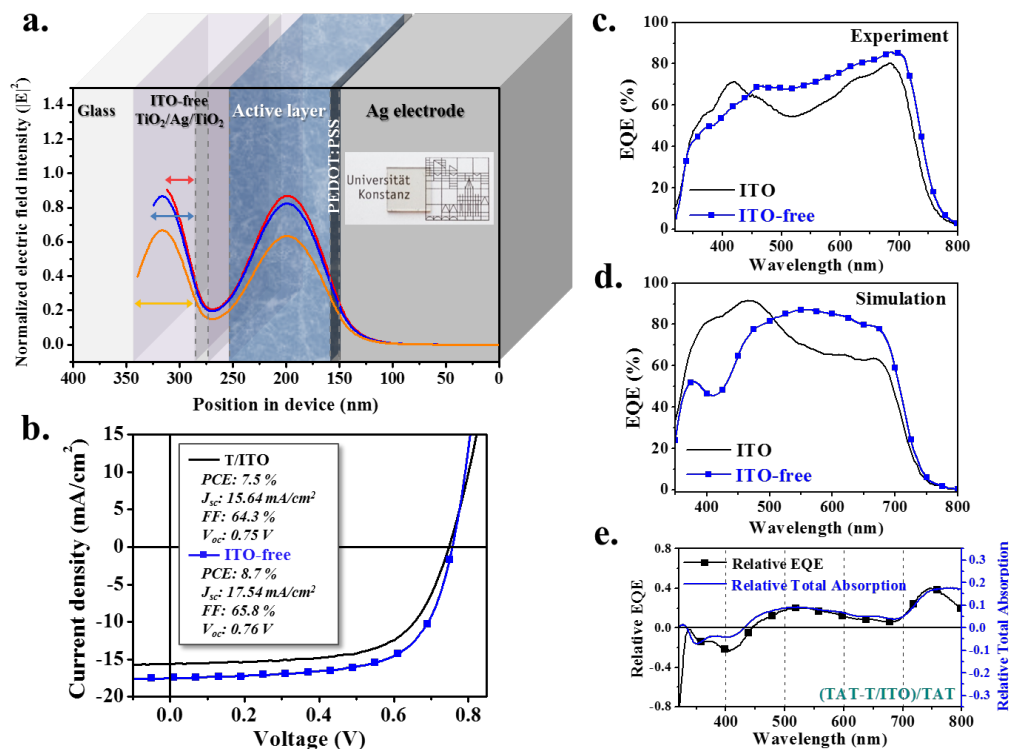 a.
Normalized electric field intensity (|E|²)
1.5
1.4
1.2
1.0
0.8
0.6
0.4
0.2
0.0
Glass
ITO-free
TiO₂/Ag/TiO₂
Active layer
PEDOT:PSS
Ag electrode
Universität
Konstanz
400 350 300 250 200 150 100 50 0
Position in device (nm)
b.
Current density (mA/cm²)
15
10
5
0
-5
-10
-15
-20
T/ITO
PCE: 7.5 %
Jsc: 15.64 mA/cm²
FF: 64.3 %
Voc: 0.75 V
ITO-free
PCE: 8.7 %
Jsc: 17.54 mA/cm²
FF: 65.8 %
Voc: 0.76 V
0.0 0.2 0.4 0.6 0.8
Voltage (V)
c.
EQE (%)
100
80
60
40
20
0
Experiment
ITO
ITO-free
400 500 600 700 800
Wavelength (nm)
d.
EQE (%)
100
80
60
40
20
0
Simulation
ITO
ITO-free
400 500 600 700 800
Wavelength (nm)
e.
Relative EQE
0.8
0.4
0.0
-0.4
-0.8
Relative EQE
Relative Total Absorption
(TAT-T/ITO)/TAT
0.3
0.2
0.1
0.0
-0.1
-0.2
-0.3
Relative Total Absorption
400 500 600 700 800
Wavelength (nm)